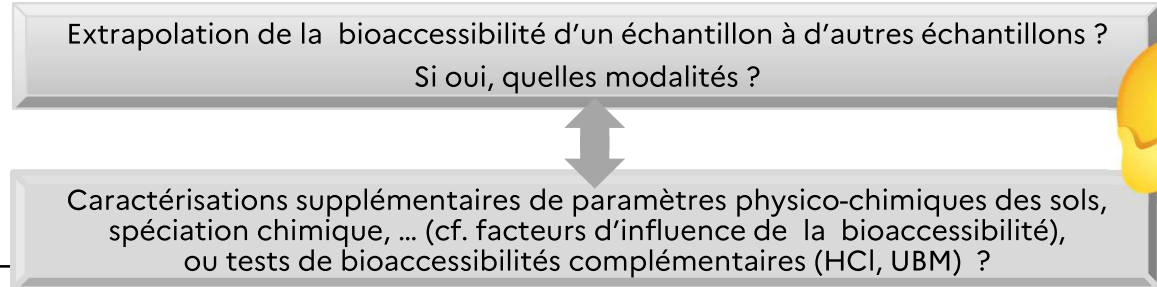 Extrapolation de la bioaccessibilité d'un échantillon à d'autres échantillons ?
Si oui, quelles modalités ?
Caractérisations supplémentaires de paramètres physico-chimiques des sols,
spéciation chimique, ... (cf. facteurs d'influence de la bioaccessibilité),
ou tests de bioaccessibilités complémentaires (HCl, UBM) ?